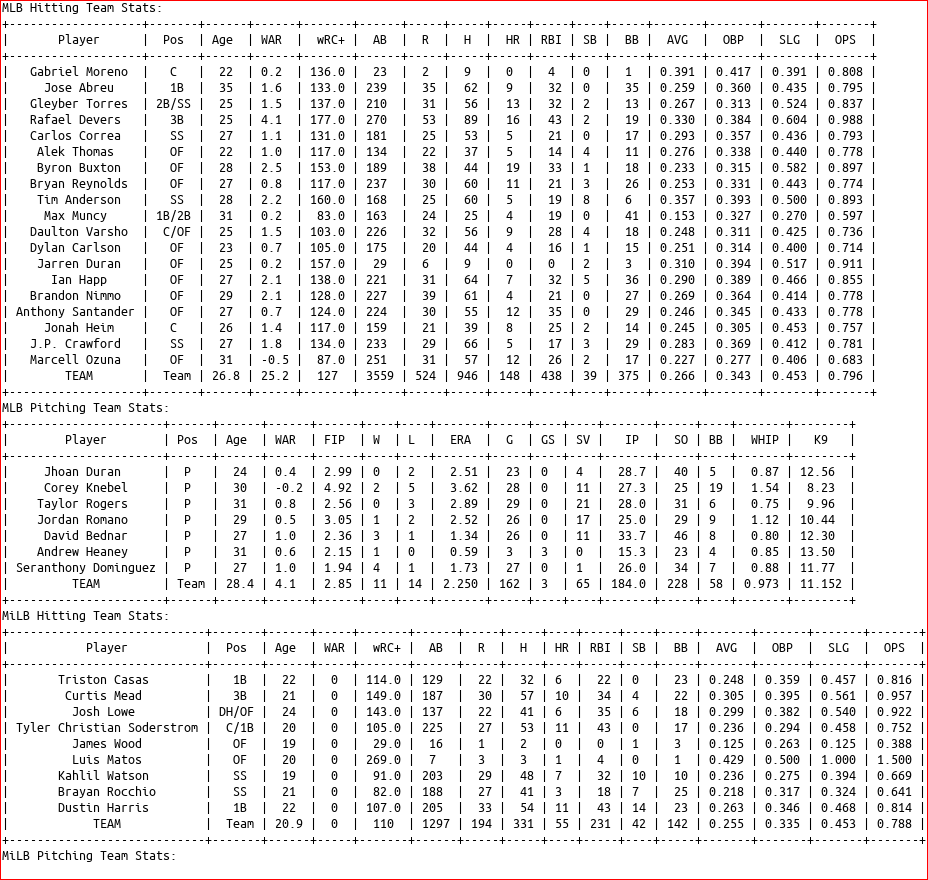 MLB Hitting Team Stats:
+--------------------+-------+------+------+-------+------+-----+-----+-----+-----+----+-----+-------+-------+-------+-------+
|       Player       |  Pos  | Age  | WAR  |  wRC+ |  AB  |  R  |  H  |  HR | RBI | SB |  BB |  AVG  |  OBP  |  SLG  |  OPS  |
+--------------------+-------+------+------+-------+------+-----+-----+-----+-----+----+-----+-------+-------+-------+-------+
|   Gabriel Moreno   |   C   |  22  | 0.2  | 136.0 |  23  |  2  |  9  |  0  |  4  | 0  |  1  | 0.391 | 0.417 | 0.391 | 0.808 |
|     Jose Abreu     |   1B  |  35  | 1.6  | 133.0 | 239  |  35 |  62 |  9  |  32 | 0  |  35 | 0.259 | 0.360 | 0.435 | 0.795 |
|   Gleyber Torres   | 2B/SS |  25  | 1.5  | 137.0 | 210  |  31 |  56 |  13 |  32 | 2  |  13 | 0.267 | 0.313 | 0.524 | 0.837 |
|   Rafael Devers    |   3B  |  25  | 4.1  | 177.0 | 270  |  53 |  89 |  16 |  43 | 2  |  19 | 0.330 | 0.384 | 0.604 | 0.988 |
|   Carlos Correa    |   SS  |  27  | 1.1  | 131.0 | 181  |  25 |  53 |  5  |  21 | 0  |  17 | 0.293 | 0.357 | 0.436 | 0.793 |
|    Alek Thomas     |   OF  |  22  | 1.0  | 117.0 | 134  |  22 |  37 |  5  |  14 | 4  |  11 | 0.276 | 0.338 | 0.440 | 0.778 |
|    Byron Buxton    |   OF  |  28  | 2.5  | 153.0 | 189  |  38 |  44 |  19 |  33 | 1  |  18 | 0.233 | 0.315 | 0.582 | 0.897 |
|   Bryan Reynolds   |   OF  |  27  | 0.8  | 117.0 | 237  |  30 |  60 |  11 |  21 | 3  |  26 | 0.253 | 0.331 | 0.443 | 0.774 |
|    Tim Anderson    |   SS  |  28  | 2.2  | 160.0 | 168  |  25 |  60 |  5  |  19 | 8  |  6  | 0.357 | 0.393 | 0.500 | 0.893 |
|     Max Muncy      | 1B/2B |  31  | 0.2  |  83.0 | 163  |  24 |  25 |  4  |  19 | 0  |  41 | 0.153 | 0.327 | 0.270 | 0.597 |
|   Daulton Varsho   |  C/OF |  25  | 1.5  | 103.0 | 226  |  32 |  56 |  9  |  28 | 4  |  18 | 0.248 | 0.311 | 0.425 | 0.736 |
|   Dylan Carlson    |   OF  |  23  | 0.7  | 105.0 | 175  |  20 |  44 |  4  |  16 | 1  |  15 | 0.251 | 0.314 | 0.400 | 0.714 |
|    Jarren Duran    |   OF  |  25  | 0.2  | 157.0 |  29  |  6  |  9  |  0  |  0  | 2  |  3  | 0.310 | 0.394 | 0.517 | 0.911 |
|      Ian Happ      |   OF  |  27  | 2.1  | 138.0 | 221  |  31 |  64 |  7  |  32 | 5  |  36 | 0.290 | 0.389 | 0.466 | 0.855 |
|   Brandon Nimmo    |   OF  |  29  | 2.1  | 128.0 | 227  |  39 |  61 |  4  |  21 | 0  |  27 | 0.269 | 0.364 | 0.414 | 0.778 |
| Anthony Santander  |   OF  |  27  | 0.7  | 124.0 | 224  |  30 |  55 |  12 |  35 | 0  |  29 | 0.246 | 0.345 | 0.433 | 0.778 |
|     Jonah Heim     |   C   |  26  | 1.4  | 117.0 | 159  |  21 |  39 |  8  |  25 | 2  |  14 | 0.245 | 0.305 | 0.453 | 0.757 |
|   J.P. Crawford    |   SS  |  27  | 1.8  | 134.0 | 233  |  29 |  66 |  5  |  17 | 3  |  29 | 0.283 | 0.369 | 0.412 | 0.781 |
|   Marcell Ozuna    |   OF  |  31  | -0.5 |  87.0 | 251  |  31 |  57 |  12 |  26 | 2  |  17 | 0.227 | 0.277 | 0.406 | 0.683 |
|        TEAM        |  Team | 26.8 | 25.2 |  127  | 3559 | 524 | 946 | 148 | 438 | 39 | 375 | 0.266 | 0.343 | 0.453 | 0.796 |
+--------------------+-------+------+------+-------+------+-----+-----+-----+-----+----+-----+-------+-------+-------+-------+
MLB Pitching Team Stats:
+----------------------+------+------+------+------+----+----+-------+-----+----+----+-------+-----+----+-------+--------+
|        Player        | Pos  | Age  | WAR  | FIP  | W  | L  |  ERA  |  G  | GS | SV |   IP  |  SO | BB |  WHIP |   K9   |
+----------------------+------+------+------+------+----+----+-------+-----+----+----+-------+-----+----+-------+--------+
|     Jhoan Duran      |  P   |  24  | 0.4  | 2.99 | 0  | 2  |  2.51 |  23 | 0  | 4  |  28.7 |  40 | 5  |  0.87 | 12.56  |
|     Corey Knebel     |  P   |  30  | -0.2 | 4.92 | 2  | 5  |  3.62 |  28 | 0  | 11 |  27.3 |  25 | 19 |  1.54 |  8.23  |
|    Taylor Rogers     |  P   |  31  | 0.8  | 2.56 | 0  | 3  |  2.89 |  29 | 0  | 21 |  28.0 |  31 | 6  |  0.75 |  9.96  |
|    Jordan Romano     |  P   |  29  | 0.5  | 3.05 | 1  | 2  |  2.52 |  26 | 0  | 17 |  25.0 |  29 | 9  |  1.12 | 10.44  |
|     David Bednar     |  P   |  27  | 1.0  | 2.36 | 3  | 1  |  1.34 |  26 | 0  | 11 |  33.7 |  46 | 8  |  0.80 | 12.30  |
|    Andrew Heaney     |  P   |  31  | 0.6  | 2.15 | 1  | 0  |  0.59 |  3  | 3  | 0  |  15.3 |  23 | 4  |  0.85 | 13.50  |
| Seranthony Dominguez |  P   |  27  | 1.0  | 1.94 | 4  | 1  |  1.73 |  27 | 0  | 1  |  26.0 |  34 | 7  |  0.88 | 11.77  |
|         TEAM         | Team | 28.4 | 4.1  | 2.85 | 11 | 14 | 2.250 | 162 | 3  | 65 | 184.0 | 228 | 58 | 0.973 | 11.152 |
+----------------------+------+------+------+------+----+----+-------+-----+----+----+-------+-----+----+-------+--------+
MiLB Hitting Team Stats:
+----------------------------+-------+------+-----+-------+------+-----+-----+----+-----+----+-----+-------+-------+-------+-------+
|           Player           |  Pos  | Age  | WAR |  wRC+ |  AB  |  R  |  H  | HR | RBI | SB |  BB |  AVG  |  OBP  |  SLG  |  OPS  |
+----------------------------+-------+------+-----+-------+------+-----+-----+----+-----+----+-----+-------+-------+-------+-------+
|       Triston Casas        |   1B  |  22  |  0  | 114.0 | 129  |  22 |  32 | 6  |  22 | 0  |  23 | 0.248 | 0.359 | 0.457 | 0.816 |
|        Curtis Mead         |   3B  |  21  |  0  | 149.0 | 187  |  30 |  57 | 10 |  34 | 4  |  22 | 0.305 | 0.395 | 0.561 | 0.957 |
|         Josh Lowe          | DH/OF |  24  |  0  | 143.0 | 137  |  22 |  41 | 6  |  35 | 6  |  18 | 0.299 | 0.382 | 0.540 | 0.922 |
| Tyler Christian Soderstrom |  C/1B |  20  |  0  | 105.0 | 225  |  27 |  53 | 11 |  43 | 0  |  17 | 0.236 | 0.294 | 0.458 | 0.752 |
|         James Wood         |   OF  |  19  |  0  |  29.0 |  16  |  1  |  2  | 0  |  0  | 1  |  3  | 0.125 | 0.263 | 0.125 | 0.388 |
|         Luis Matos         |   OF  |  20  |  0  | 269.0 |  7   |  3  |  3  | 1  |  4  | 0  |  1  | 0.429 | 0.500 | 1.000 | 1.500 |
|       Kahlil Watson        |   SS  |  19  |  0  |  91.0 | 203  |  29 |  48 | 7  |  32 | 10 |  10 | 0.236 | 0.275 | 0.394 | 0.669 |
|       Brayan Rocchio       |   SS  |  21  |  0  |  82.0 | 188  |  27 |  41 | 3  |  18 | 7  |  25 | 0.218 | 0.317 | 0.324 | 0.641 |
|       Dustin Harris        |   1B  |  22  |  0  | 107.0 | 205  |  33 |  54 | 11 |  43 | 14 |  23 | 0.263 | 0.346 | 0.468 | 0.814 |
|            TEAM            |  Team | 20.9 |  0  |  110  | 1297 | 194 | 331 | 55 | 231 | 42 | 142 | 0.255 | 0.335 | 0.453 | 0.788 |
+----------------------------+-------+------+-----+-------+------+-----+-----+----+-----+----+-----+-------+-------+-------+-------+
MiLB Pitching Team Stats: